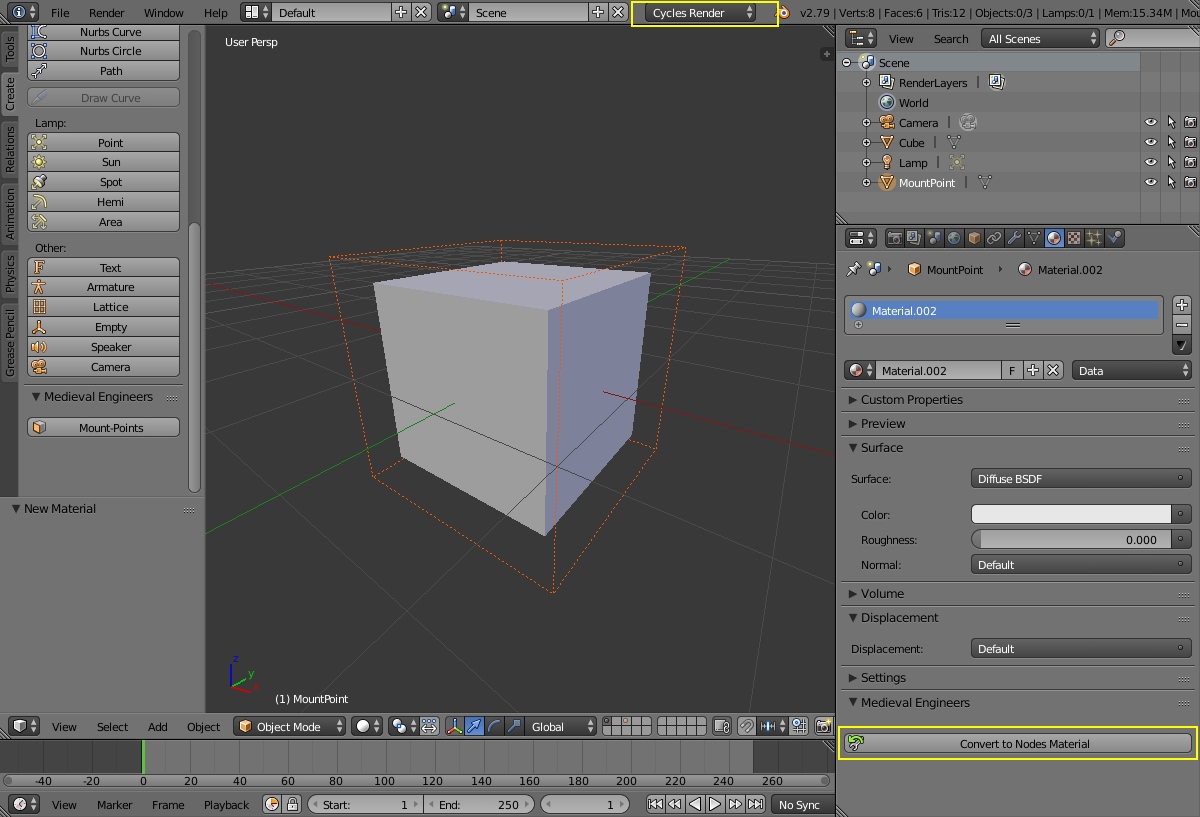 File Render Window Help Default Scene Cycles Render v2.79 | Verts:8 | Faces:6 | Tris:12 | Objects:0/3 | Lamps:0/1 | Mem:15.34M |
Tools
Create
Relations
Animation
Physics
Grease Pencil
Nurbs Curve
Nurbs Circle
Path
Draw Curve
Lamp:
Point
Sun
Spot
Hemi
Area
Other:
Text
Armature
Lattice
Empty
Speaker
Camera
Medieval Engineers
Mount-Points
New Material
User Persp
z
y
x
(1) MountPoint
View Select Add Object Object Mode Global
-40 -20 0 20 40 60 80 100 120 140 160 180 200 220 240 260
View Marker Frame Playback Start: 1 End: 250 1 No Sync
View Search All Scenes
Scene
RenderLayers |
World
Camera |
Cube |
Lamp |
MountPoint |
MountPoint Material.002
Material.002
Material.002 F Data
Custom Properties
Preview
Surface
Surface: Diffuse BSDF
Color:
Roughness: 0.000
Normal: Default
Volume
Displacement
Displacement: Default
Settings
Medieval Engineers
Convert to Nodes Material